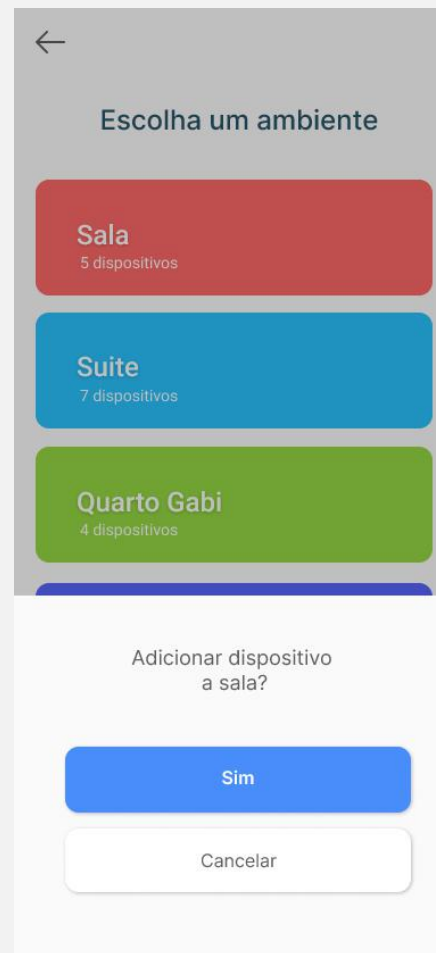 Escolha um ambiente
Sala
5 dispositivos
Suite
7 dispositivos
Quarto Gabi
4 dispositivos
Adicionar dispositivo
a sala?
Sim
Cancelar